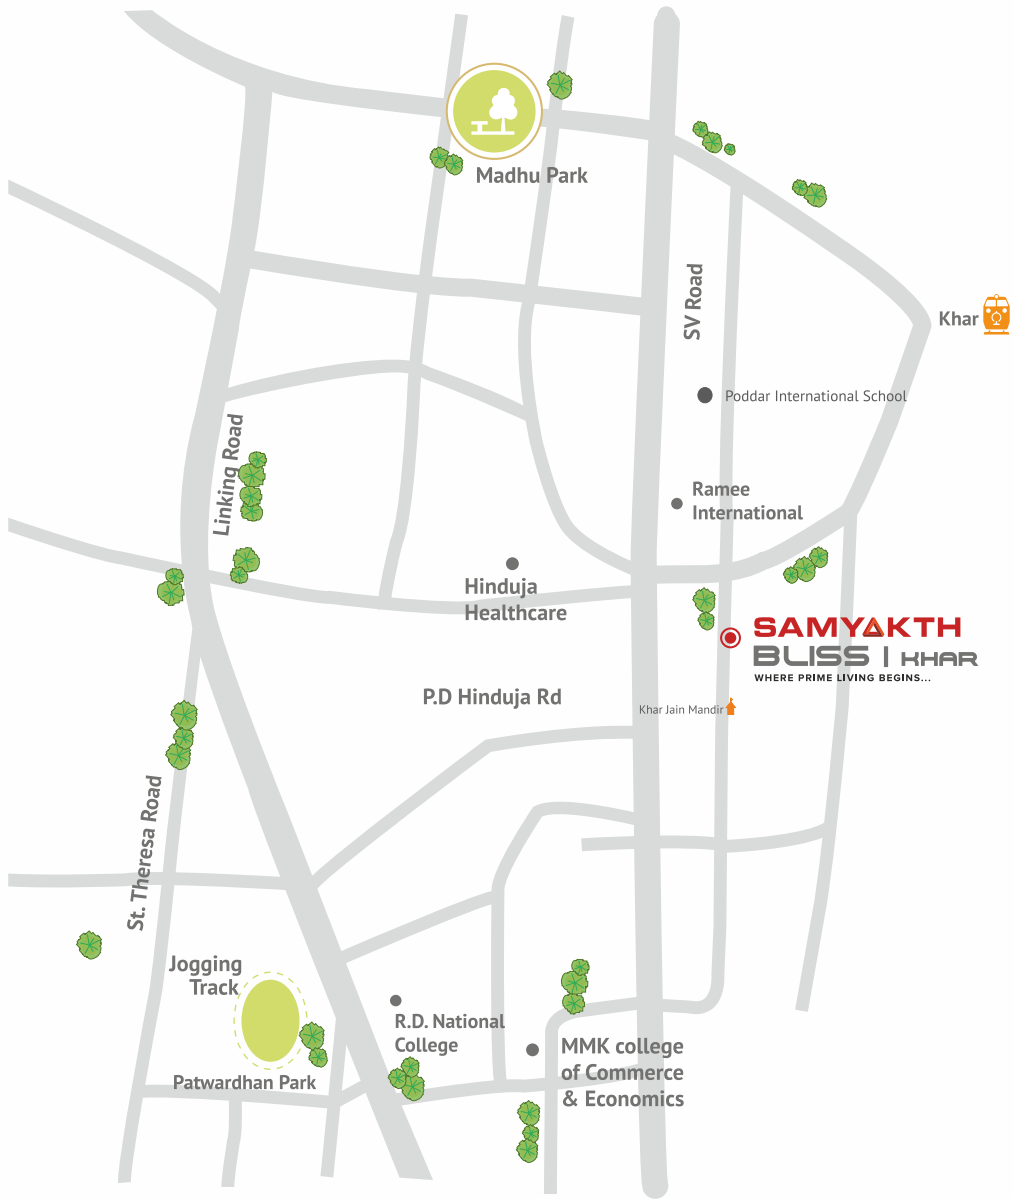 Madhu Park
SV Road
Khar
Poddar International School
Linking Road
Ramee
International
Hinduja
Healthcare
SAMYAKTH
BLISS | KHAR
WHERE PRIME LIVING BEGINS...
P.D Hinduja Rd
Khar Jain Mandir
St. Theresa Road
Jogging
Track
R.D. National
College
MMK college
of Commerce
& Economics
Patwardhan Park